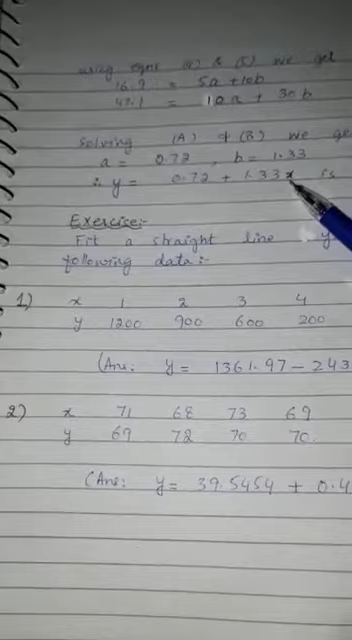 using eqns (A) & (B) we get
16.9 = 5a + 10b
47.1 = 10a + 30b
Solving (A) & (B) we ge
a = 0.72, b = 1.33
∴ y = 0.72 + 1.33x is
Exercise:-
Fit a straight line y
following data:-
1) x 1 2 3 4
y 1200 900 600 200
(Ans: y = 1361.97 - 243
2) x 71 68 73 69
y 69 72 70 70
(Ans: y = 39.5454 + 0.4